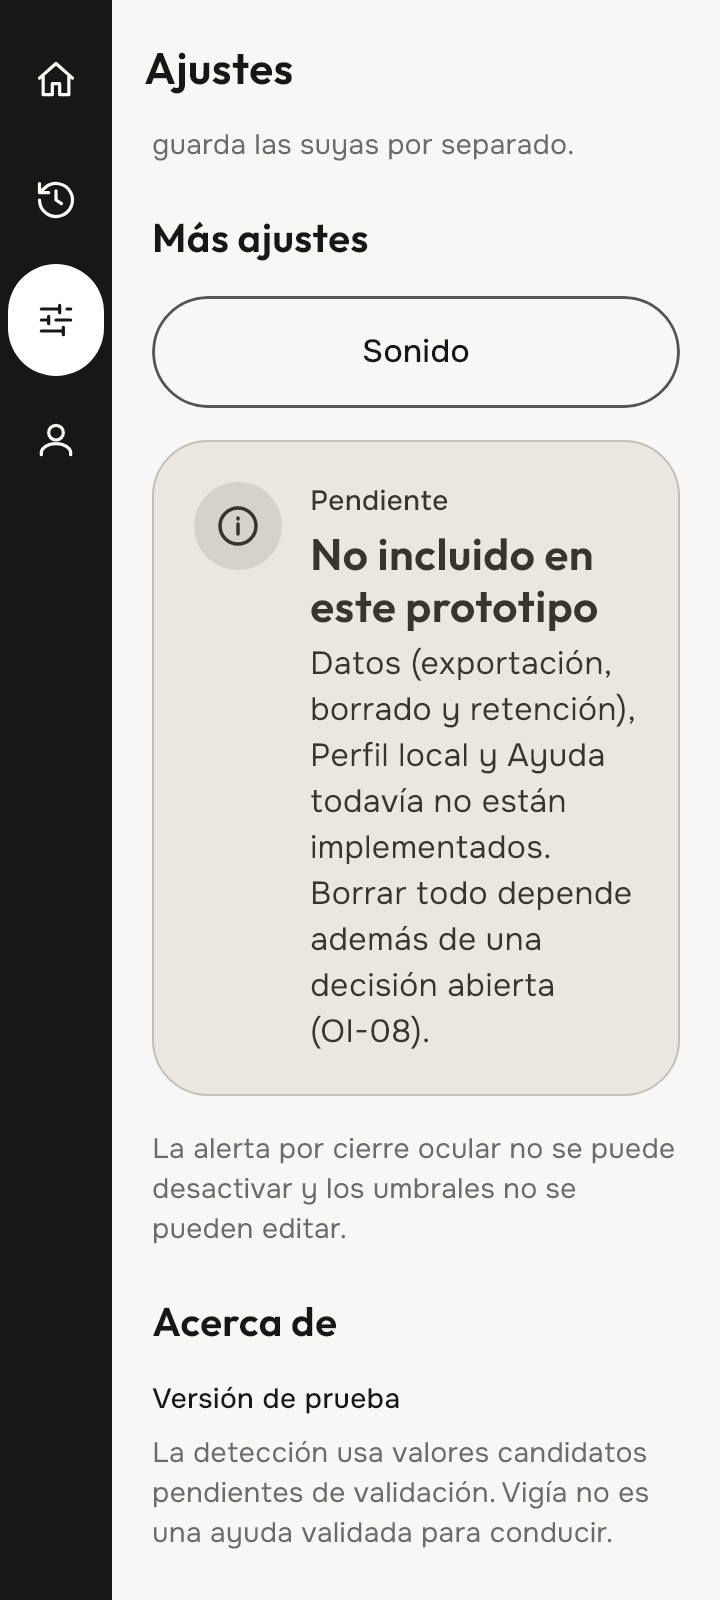 Ajustes
guarda las suyas por separado.
Más ajustes
Sonido
Pendiente
No incluido en
este prototipo
Datos (exportación,
borrado y retención),
Perfil local y Ayuda
todavía no están
implementados.
Borrar todo depende
además de una
decisión abierta
(OI-08).
La alerta por cierre ocular no se puede
desactivar y los umbrales no se
pueden editar.
Acerca de
Versión de prueba
La detección usa valores candidatos
pendientes de validación. Vigía no es
una ayuda validada para conducir.